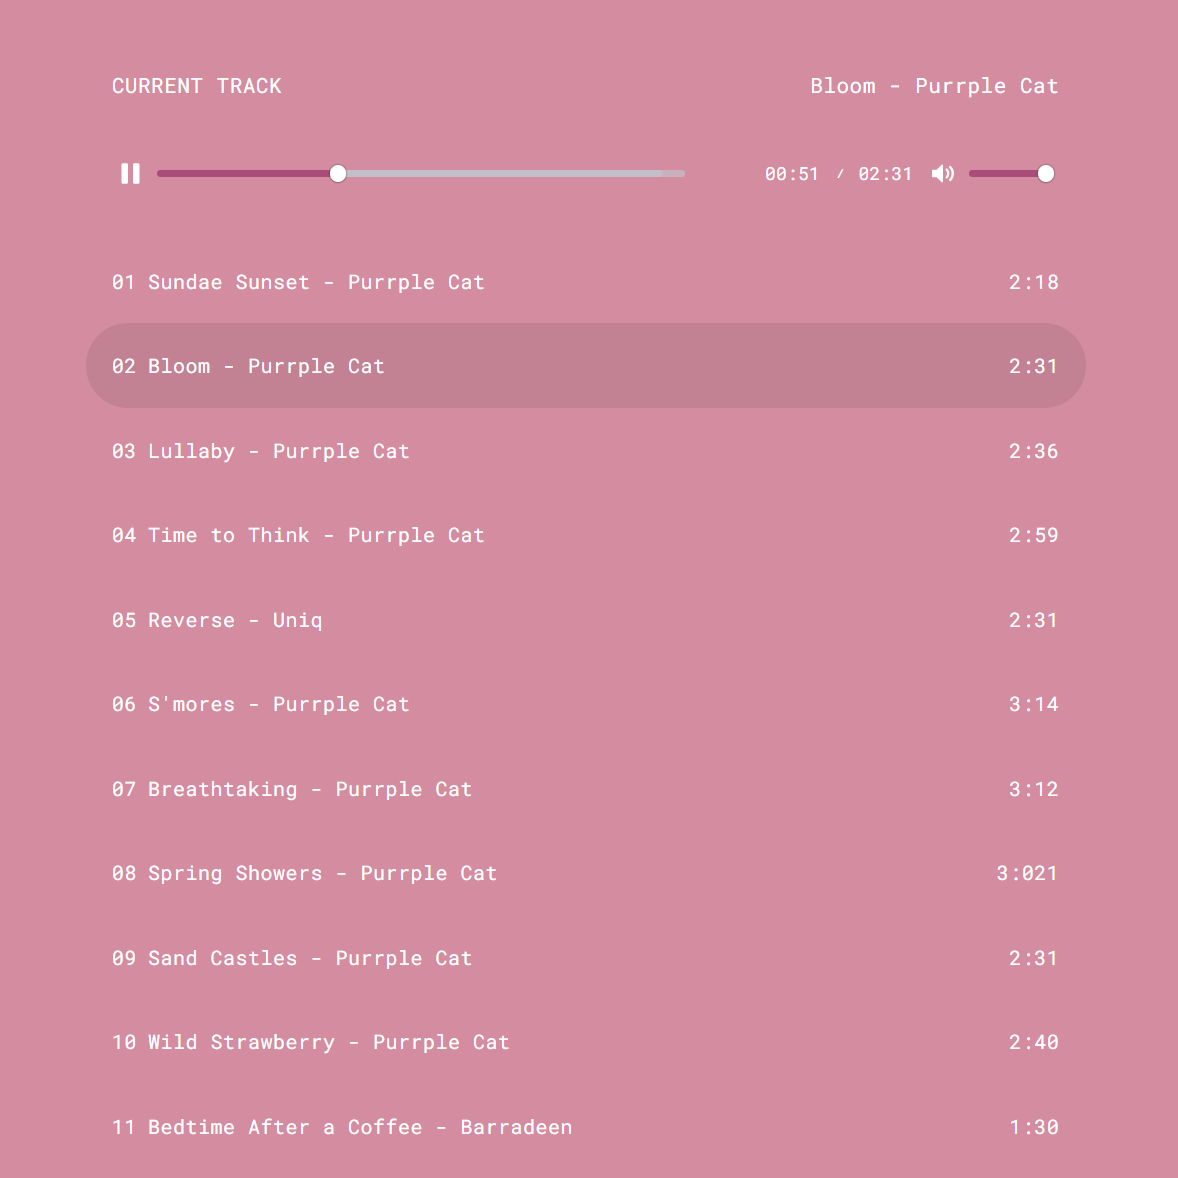 CURRENT TRACK Bloom - Purrple Cat
00:51 / 02:31
01 Sundae Sunset - Purrple Cat 2:18
02 Bloom - Purrple Cat 2:31
03 Lullaby - Purrple Cat 2:36
04 Time to Think - Purrple Cat 2:59
05 Reverse - Uniq 2:31
06 S'mores - Purrple Cat 3:14
07 Breathtaking - Purrple Cat 3:12
08 Spring Showers - Purrple Cat 3:021
09 Sand Castles - Purrple Cat 2:31
10 Wild Strawberry - Purrple Cat 2:40
11 Bedtime After a Coffee - Barradeen 1:30